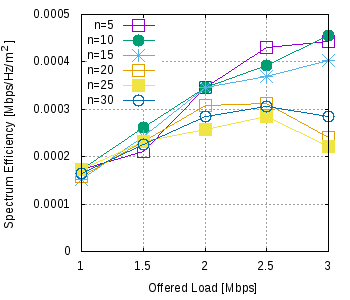 0.0005
n=5
n=10
n=15
n=20
n=25
n=30
0.0004
0.0003
0.0002
0.0001
0
Spectrum Efficiency [Mbps/Hz/m²]
1 1.5 2 2.5 3
Offered Load [Mbps]